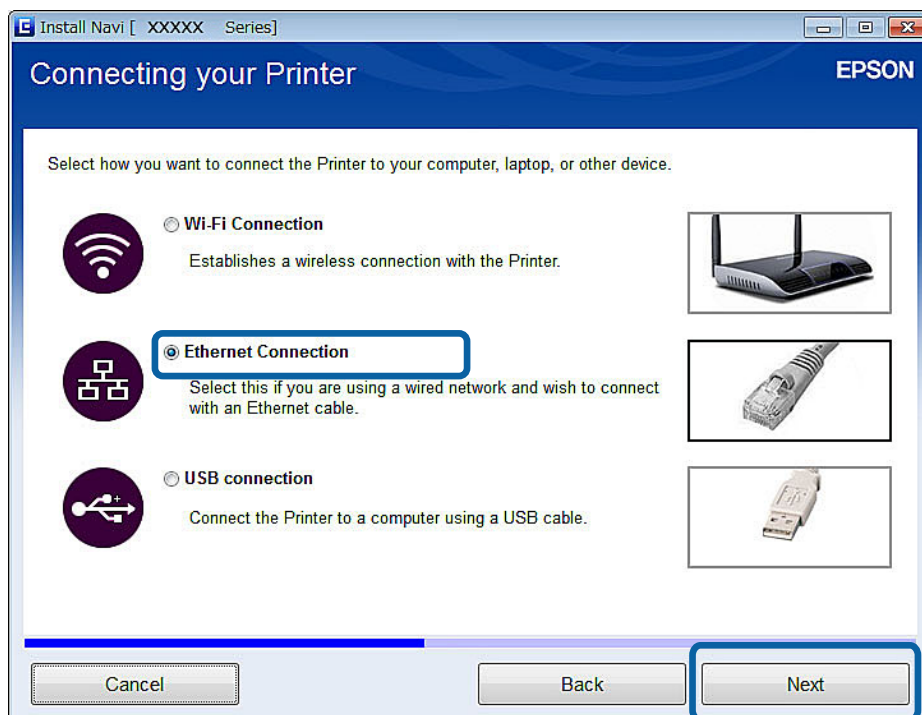 Install Navi [ XXXXX Series]
Connecting your Printer
EPSON
Select how you want to connect the Printer to your computer, laptop, or other device.
Wi-Fi Connection
Establishes a wireless connection with the Printer.
Ethernet Connection
Select this if you are using a wired network and wish to connect
with an Ethernet cable.
USB connection
Connect the Printer to a computer using a USB cable.
Cancel
Back
Next